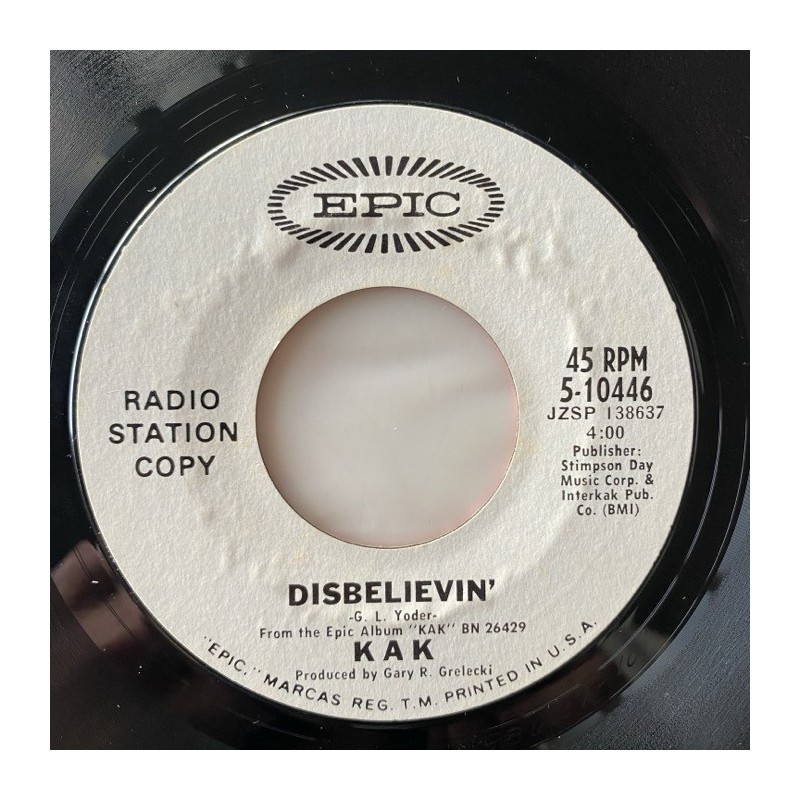 EPIC
RADIO
STATION
COPY
45 RPM
5-10446
JZSP 138637
4:00
Publisher:
Stimpson Day
Music Corp. &
Interkak Pub.
Co. (BMI)
DISBELIEVIN'
-G. L. Yoder-
From the Epic Album "KAK" BN 26429
KAK
Produced by Gary R. Grelecki
"EPIC," MARCAS REG. T.M. PRINTED IN U.S.A.